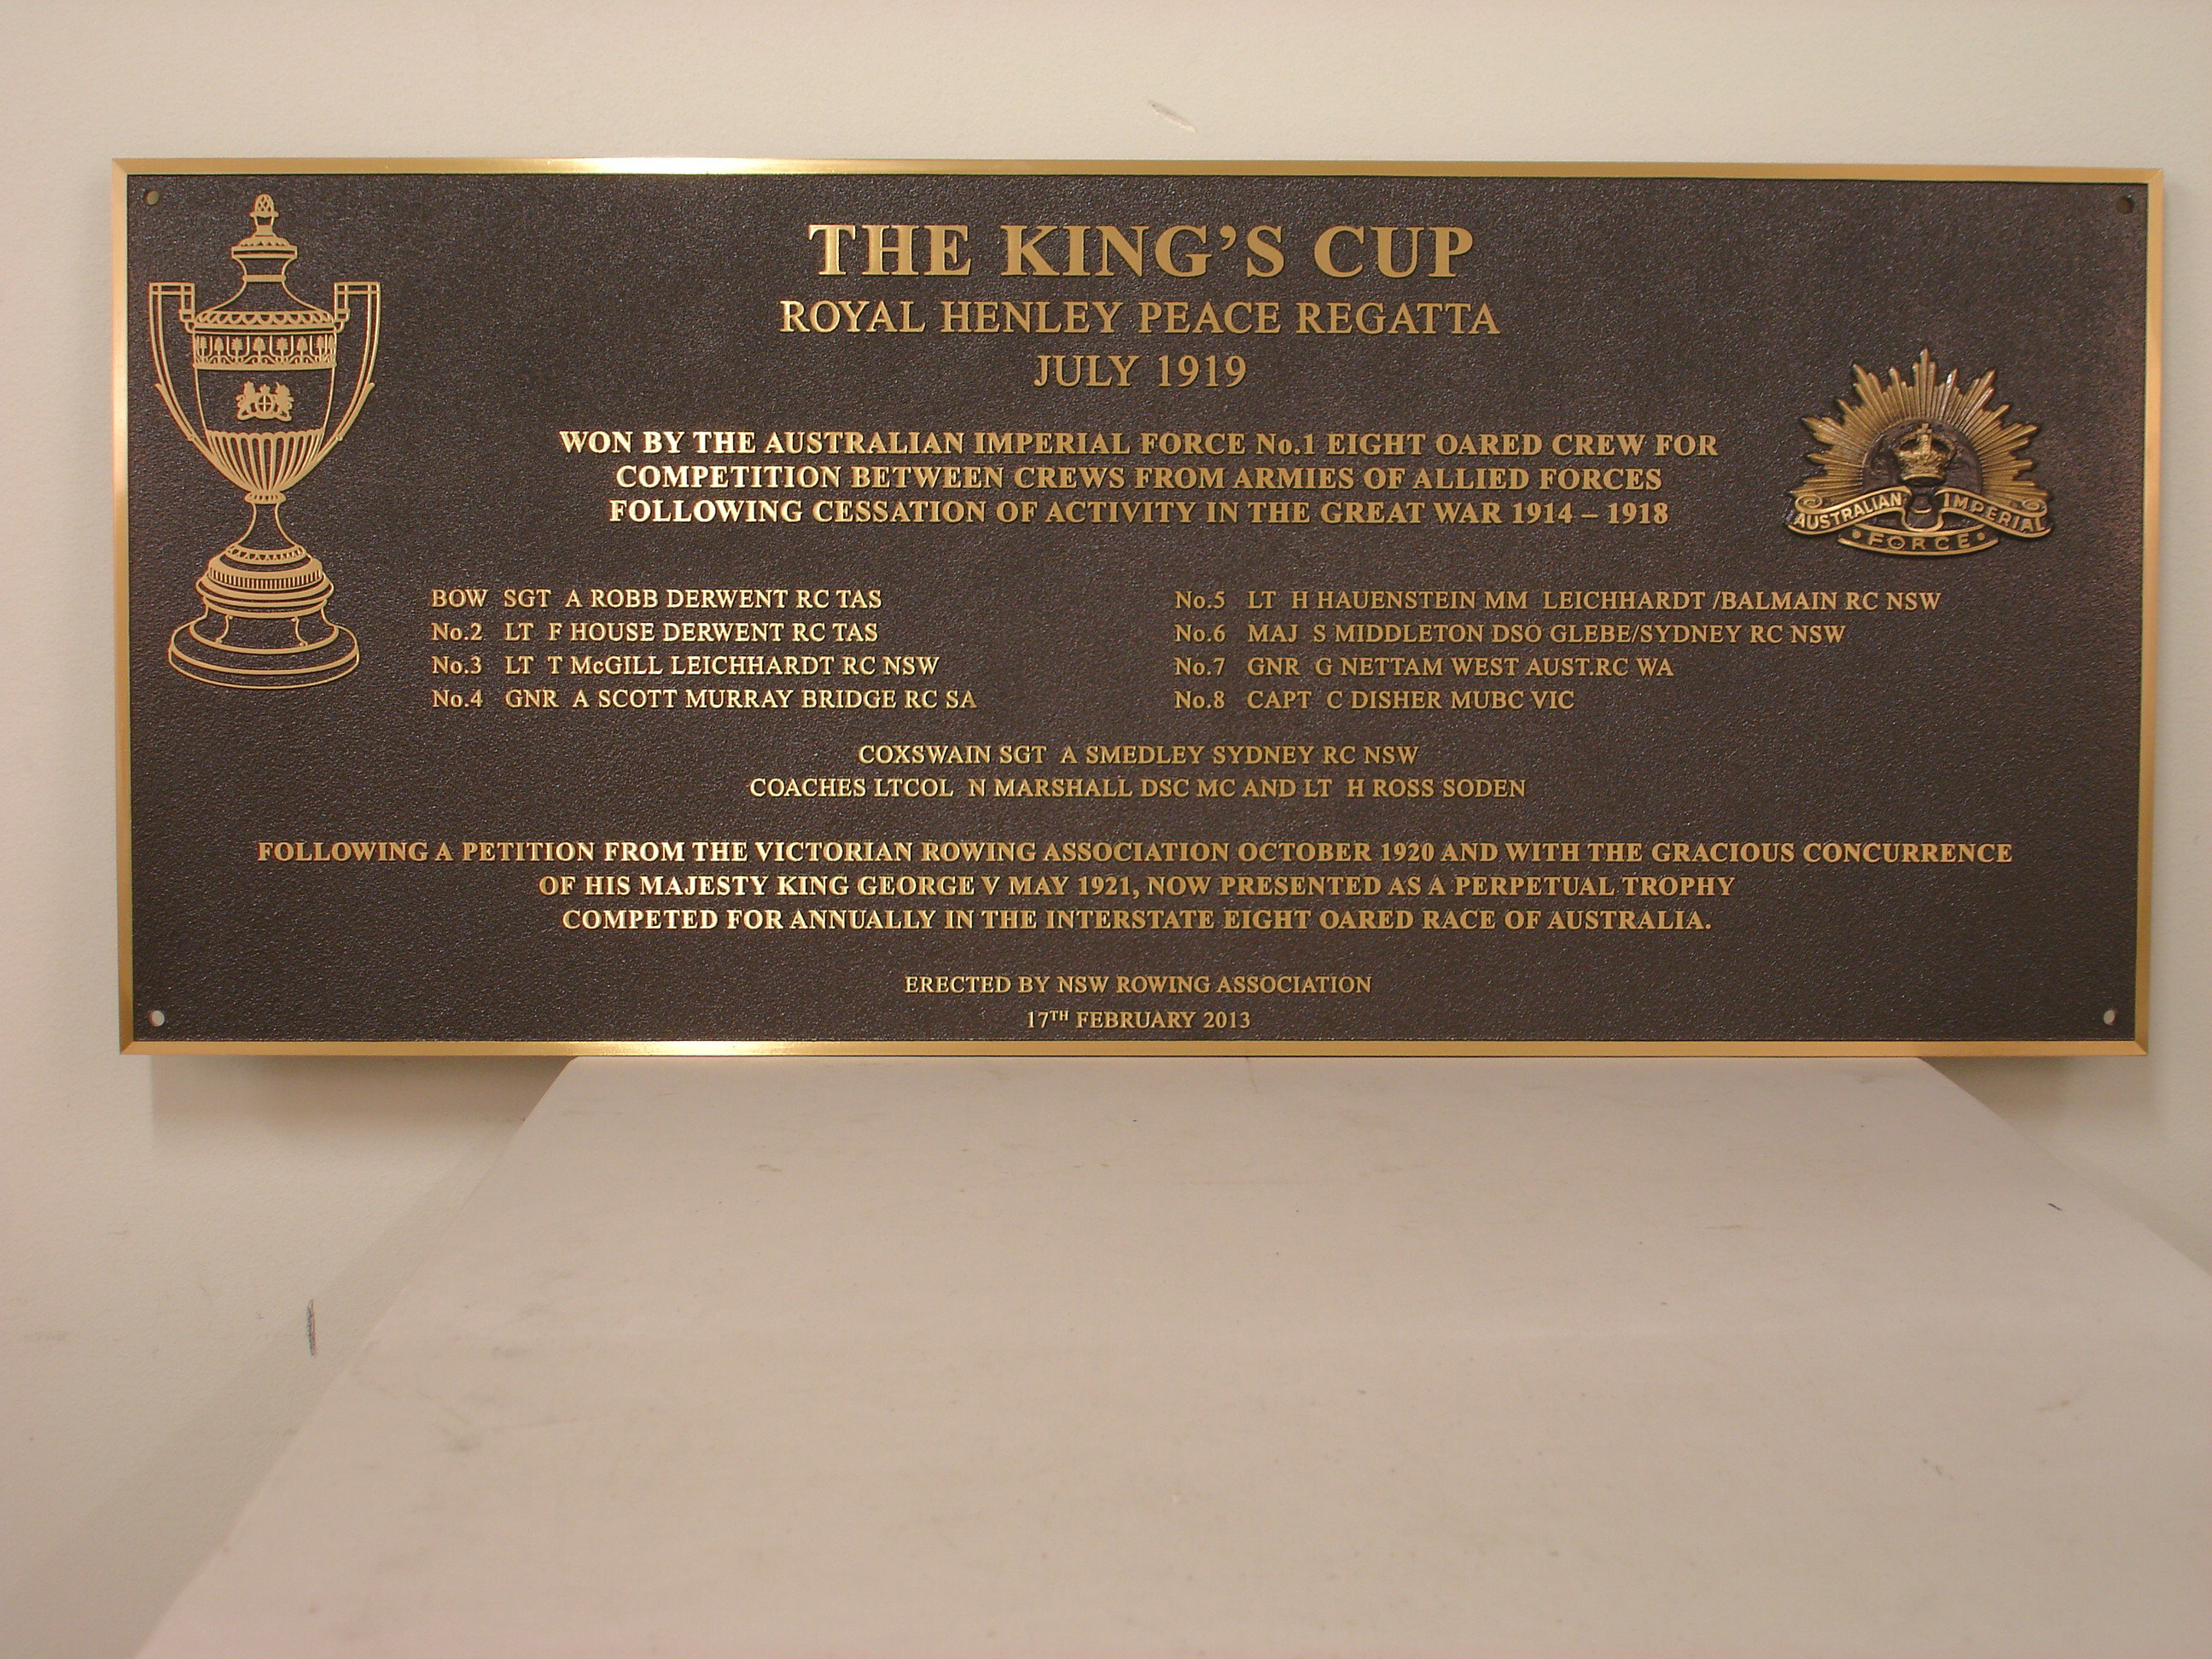 THE KING'S CUP
ROYAL HENLEY PEACE REGATTA
JULY 1919
WON BY THE AUSTRALIAN IMPERIAL FORCE No.1 EIGHT OARED CREW FOR
COMPETITION BETWEEN CREWS FROM ARMIES OF ALLIED FORCES
FOLLOWING CESSATION OF ACTIVITY IN THE GREAT WAR 1914 – 1918
AUSTRALIAN IMPERIAL
FORCE
BOW SGT A ROBB DERWENT RC TAS
No.2 LT F HOUSE DERWENT RC TAS
No.3 LT T McGILL LEICHHARDT RC NSW
No.4 GNR A SCOTT MURRAY BRIDGE RC SA
No.5 LT H HAUENSTEIN MM LEICHHARDT /BALMAIN RC NSW
No.6 MAJ S MIDDLETON DSO GLEBE/SYDNEY RC NSW
No.7 GNR G NETTAM WEST AUST.RC WA
No.8 CAPT C DISHER MUBC VIC
COXSWAIN SGT A SMEDLEY SYDNEY RC NSW
COACHES LTCOL N MARSHALL DSC MC AND LT H ROSS SODEN
FOLLOWING A PETITION FROM THE VICTORIAN ROWING ASSOCIATION OCTOBER 1920 AND WITH THE GRACIOUS CONCURRENCE
OF HIS MAJESTY KING GEORGE V MAY 1921, NOW PRESENTED AS A PERPETUAL TROPHY
COMPETED FOR ANNUALLY IN THE INTERSTATE EIGHT OARED RACE OF AUSTRALIA.
ERECTED BY NSW ROWING ASSOCIATION
17TH FEBRUARY 2013